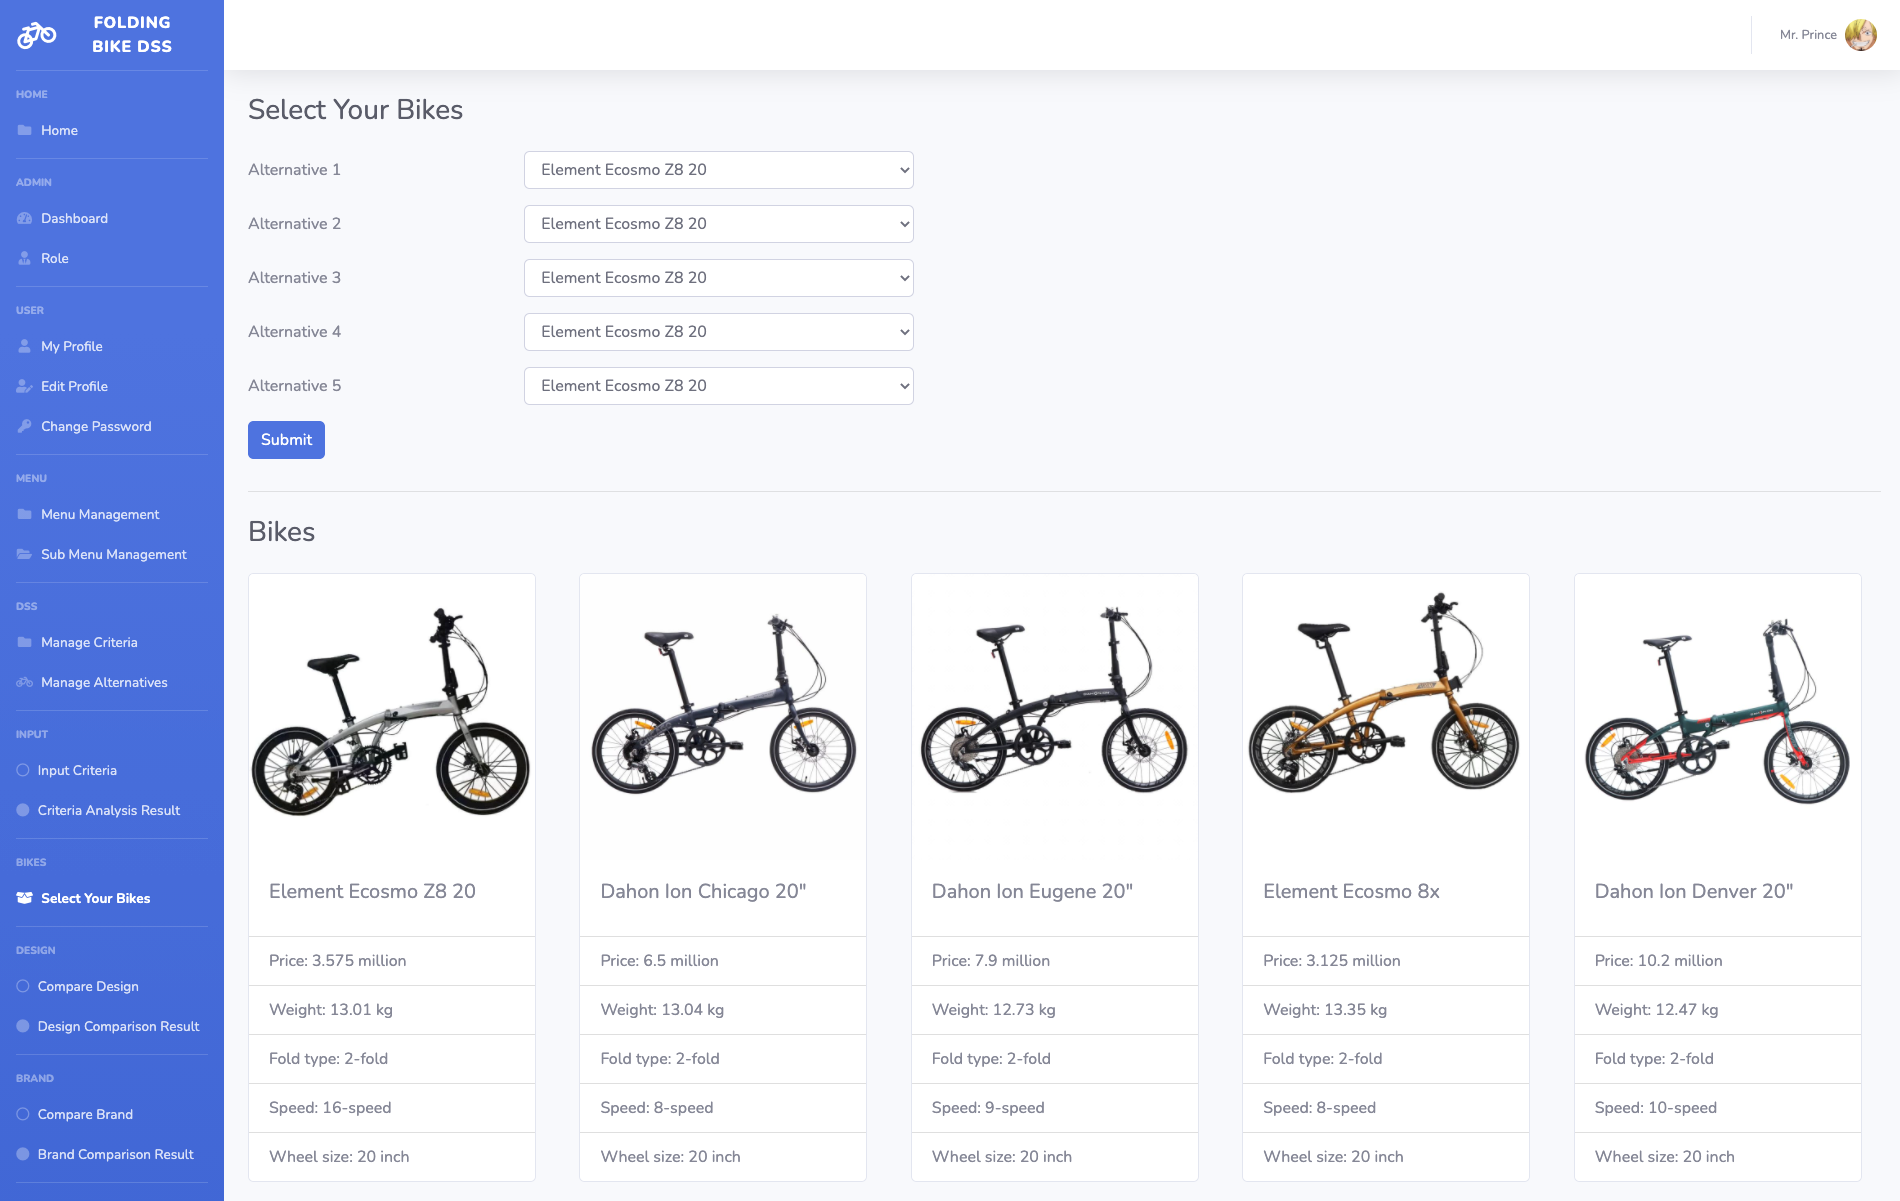 FOLDING
BIKE DSS
HOME
Home
ADMIN
Dashboard
Role
USER
My Profile
Edit Profile
Change Password
MENU
Menu Management
Sub Menu Management
DSS
Manage Criteria
Manage Alternatives
INPUT
Input Criteria
Criteria Analysis Result
BIKES
Select Your Bikes
DESIGN
Compare Design
Design Comparison Result
BRAND
Compare Brand
Brand Comparison Result
Mr. Prince
Select Your Bikes
Alternative 1
Element Ecosmo Z8 20
Alternative 2
Element Ecosmo Z8 20
Alternative 3
Element Ecosmo Z8 20
Alternative 4
Element Ecosmo Z8 20
Alternative 5
Element Ecosmo Z8 20
Submit
Bikes
Element Ecosmo Z8 20
Price: 3.575 million
Weight: 13.01 kg
Fold type: 2-fold
Speed: 16-speed
Wheel size: 20 inch
Dahon Ion Chicago 20"
Price: 6.5 million
Weight: 13.04 kg
Fold type: 2-fold
Speed: 8-speed
Wheel size: 20 inch
Dahon Ion Eugene 20"
Price: 7.9 million
Weight: 12.73 kg
Fold type: 2-fold
Speed: 9-speed
Wheel size: 20 inch
Element Ecosmo 8x
Price: 3.125 million
Weight: 13.35 kg
Fold type: 2-fold
Speed: 8-speed
Wheel size: 20 inch
Dahon Ion Denver 20"
Price: 10.2 million
Weight: 12.47 kg
Fold type: 2-fold
Speed: 10-speed
Wheel size: 20 inch